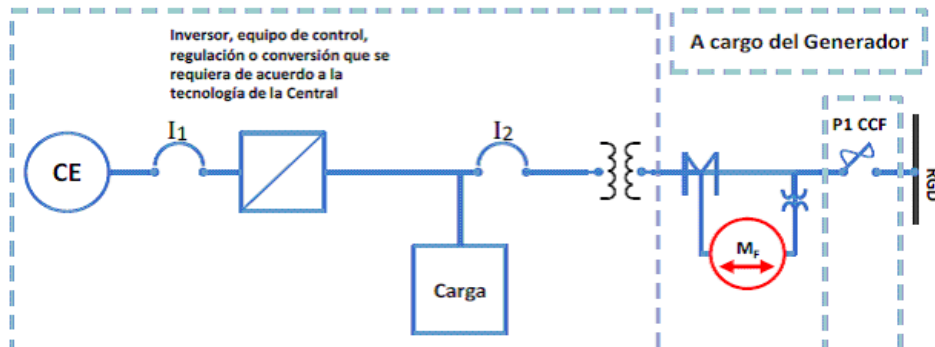 Inversor, equipo de control,
regulación o conversión que se
requiera de acuerdo a la
tecnología de la Central
A cargo del Generador
I1
I2
P1 CCF
CE
RGD
MF
Carga